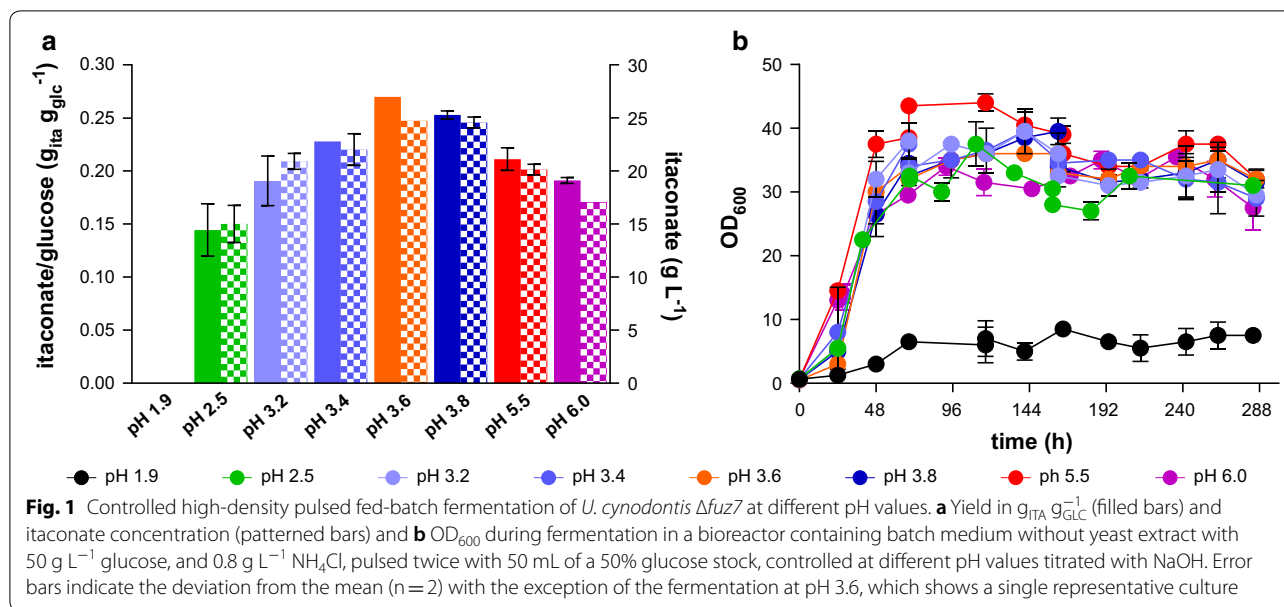 a
0.30
0.25
0.20
0.15
0.10
0.05
0.00
itaconate/glucose (g_ita g_glc^-1)
30
25
20
15
10
5
0
itaconate (g L^-1)
pH 1.9
pH 2.5
pH 3.2
pH 3.4
pH 3.6
pH 3.8
pH 5.5
pH 6.0
b
50
40
30
20
10
0
OD_600
0 48 96 144 192 240 288
time (h)
pH 1.9 pH 2.5 pH 3.2 pH 3.4 pH 3.6 pH 3.8 ph 5.5 pH 6.0
Fig. 1 Controlled high-density pulsed fed-batch fermentation of U. cynodontis Δfuz7 at different pH values. a Yield in g_ITA g_GLC^−1 (filled bars) and
itaconate concentration (patterned bars) and b OD_600 during fermentation in a bioreactor containing batch medium without yeast extract with
50 g L^−1 glucose, and 0.8 g L^−1 NH_4Cl, pulsed twice with 50 mL of a 50% glucose stock, controlled at different pH values titrated with NaOH. Error
bars indicate the deviation from the mean (n = 2) with the exception of the fermentation at pH 3.6, which shows a single representative culture